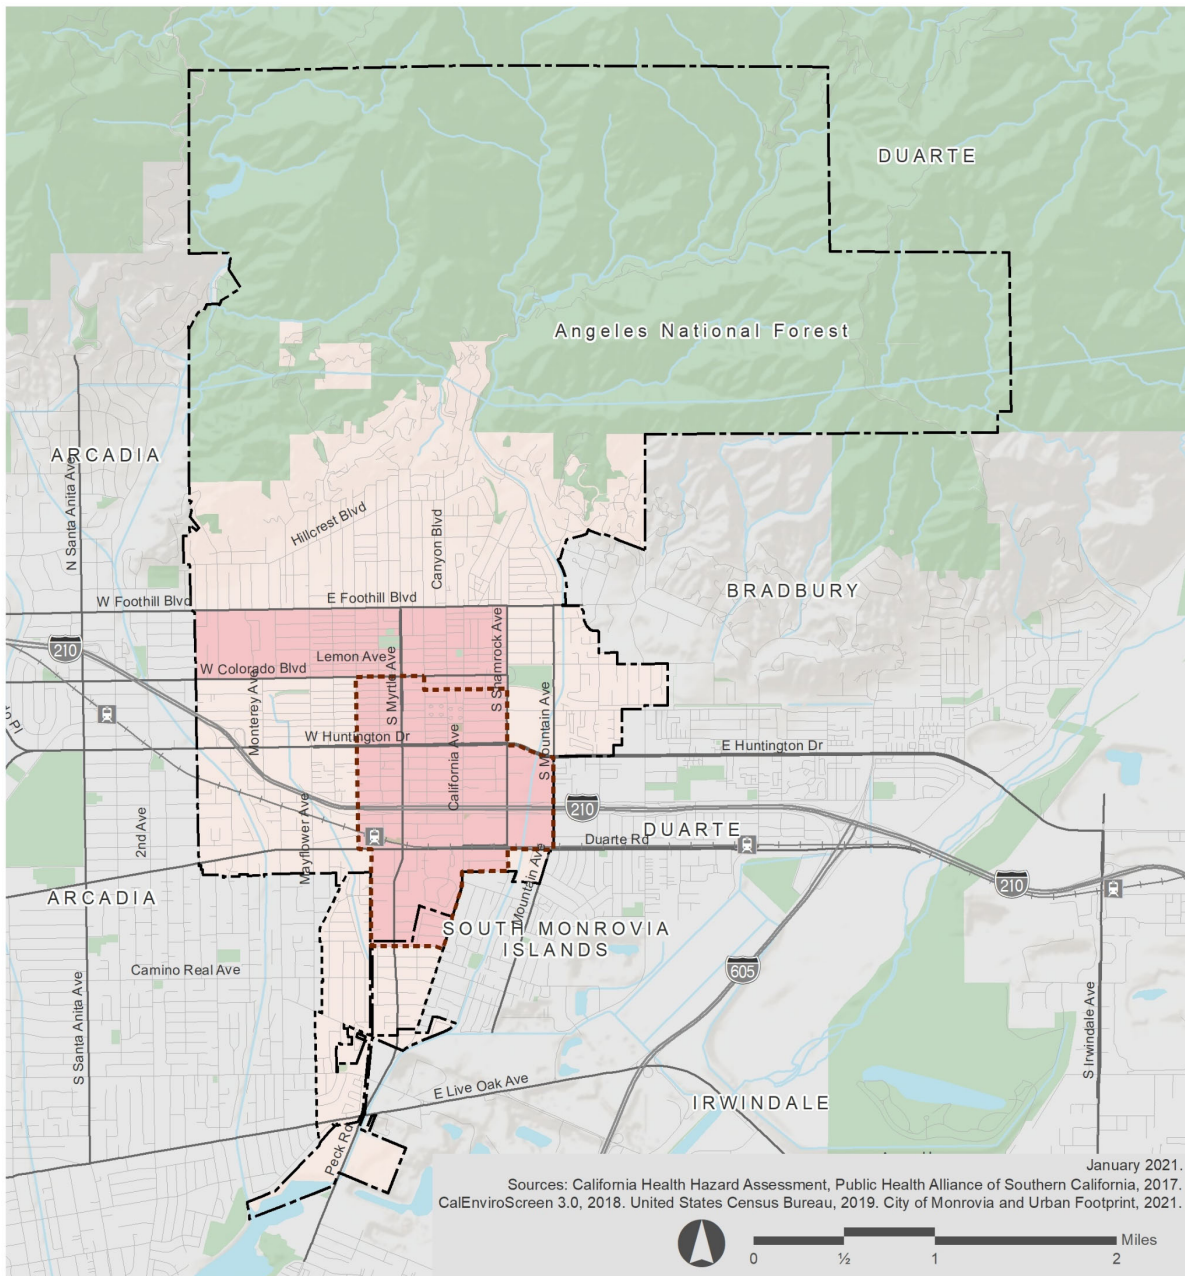 DUARTE
Angeles National Forest
ARCADIA
N Santa Anita Ave
Hillcrest Blvd
Canyon Blvd
BRADBURY
W Foothill Blvd
E Foothill Blvd
210
Lemon Ave
W Colorado Blvd
S Myrtle Ave
S Shamrock Ave
Monterey Ave
S Mountain Ave
W Huntington Dr
E Huntington Dr
California Ave
210
2nd Ave
Mayflower Ave
DUARTE
Duarte Rd
210
ARCADIA
Mountain Ave
SOUTH MONROVIA
ISLANDS
Camino Real Ave
605
S Santa Anita Ave
S Irwindale Ave
E Live Oak Ave
IRWINDALE
Peck Rd
January 2021.
Sources: California Health Hazard Assessment, Public Health Alliance of Southern California, 2017.
CalEnviroScreen 3.0, 2018. United States Census Bureau, 2019. City of Monrovia and Urban Footprint, 2021.
Miles
0 ½ 1 2